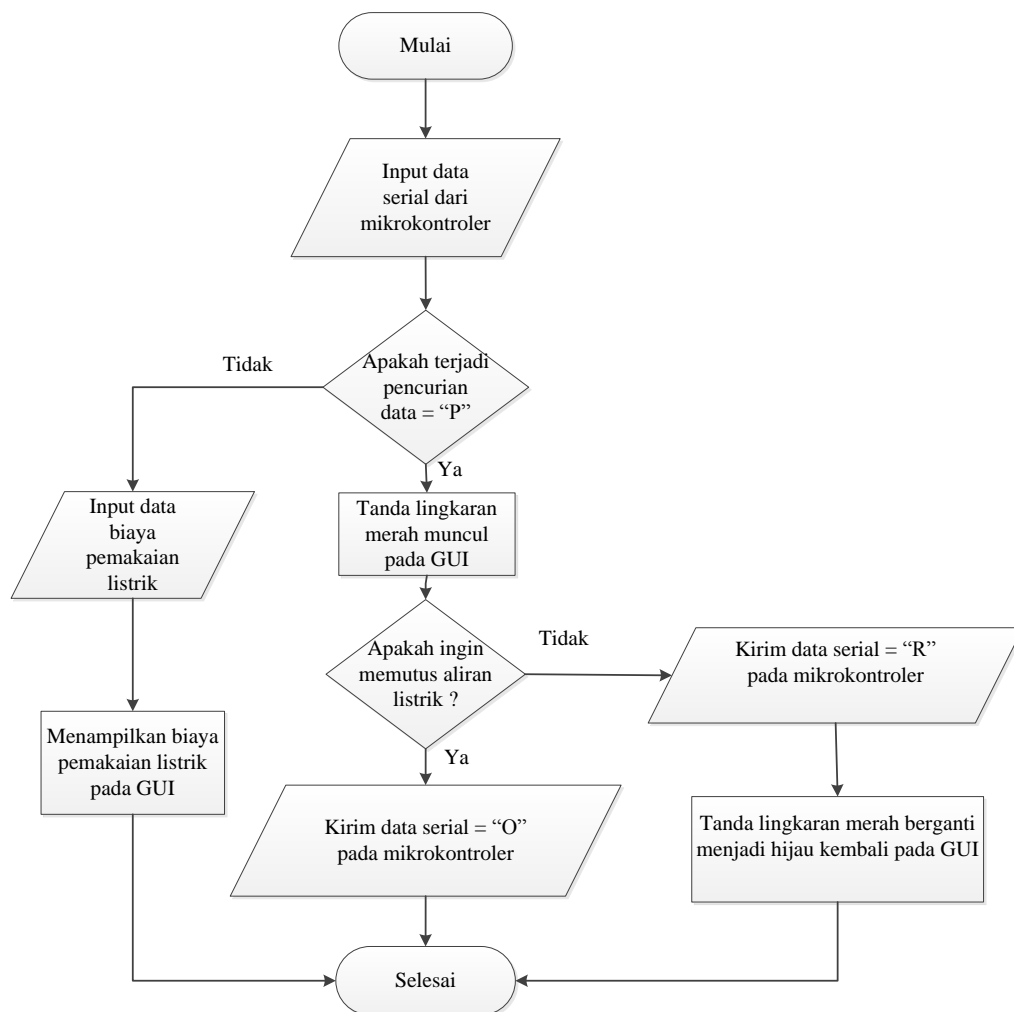 Mulai
Input data
serial dari
mikrokontroler
Tidak
Apakah terjadi
pencurian
data = “P”
Ya
Input data
biaya
pemakaian
listrik
Tanda lingkaran
merah muncul
pada GUI
Apakah ingin
memutus aliran
listrik ?
Tidak
Kirim data serial = “R”
pada mikrokontroler
Menampilkan biaya
pemakaian listrik
pada GUI
Ya
Kirim data serial = “O”
pada mikrokontroler
Tanda lingkaran merah berganti
menjadi hijau kembali pada GUI
Selesai